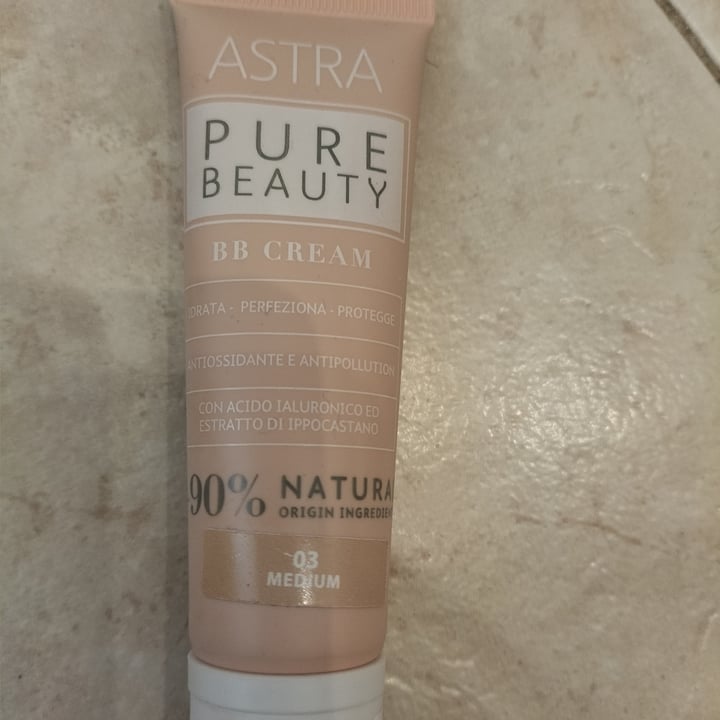 ASTRA
PURE
BEAUTY
BB CREAM
IDRATA - PERFEZIONA - PROTEGGE
ANTIOSSIDANTE E ANTIPOLLUTION
CON ACIDO IALURONICO ED
ESTRATTO DI IPPOCASTANO
90% NATURA
ORIGIN INGREDIEN
03
MEDIUM